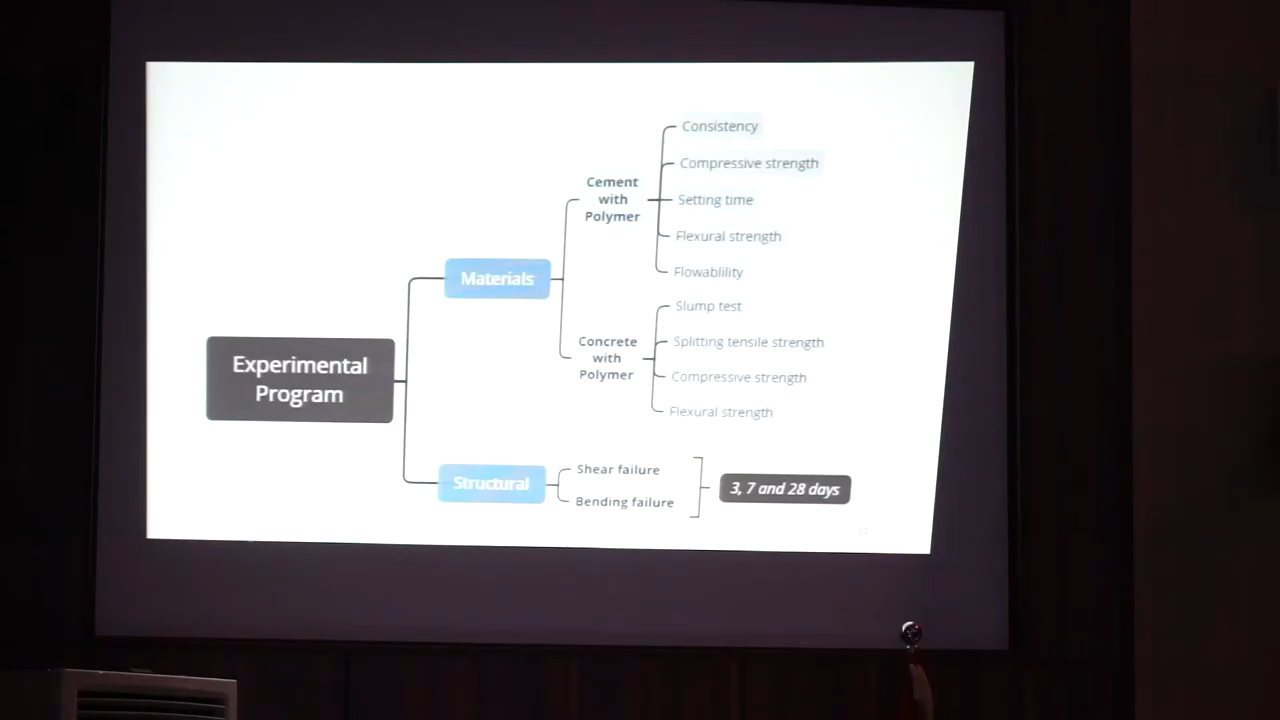 Experimental
Program
Materials
Cement
with
Polymer
Consistency
Compressive strength
Setting time
Flexural strength
Flowablility
Concrete
with
Polymer
Slump test
Splitting tensile strength
Compressive strength
Flexural strength
Structural
Shear failure
Bending failure
3, 7 and 28 days